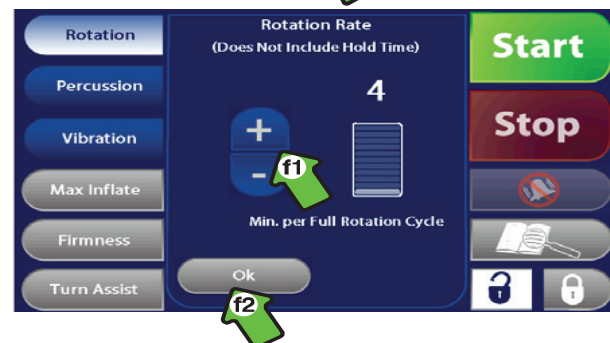 Rotation
Percussion
Vibration
Max Inflate
Firmness
Turn Assist
Rotation Rate
(Does Not Include Hold Time)
4
+
-
f1
Min. per Full Rotation Cycle
Ok
f2
Start
Stop